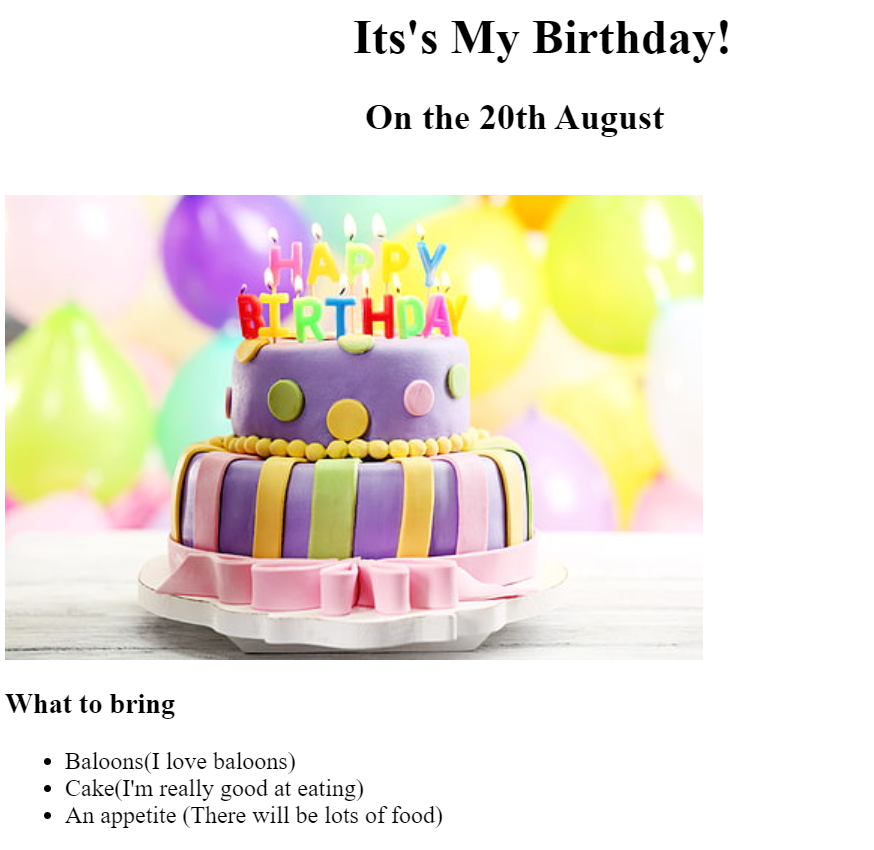 Its's My Birthday!
On the 20th August
HAPPY
BIRTHDAY
What to bring
Baloons(I love baloons)
Cake(I'm really good at eating)
An appetite (There will be lots of food)